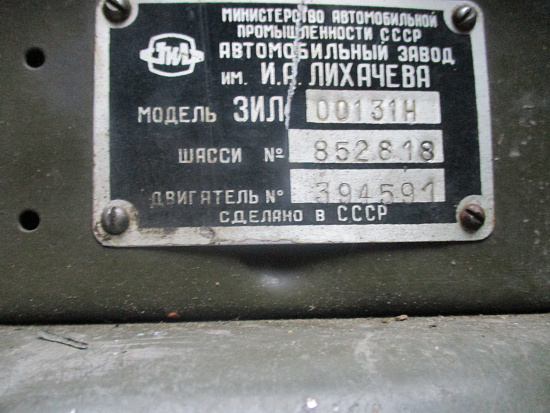 МИНИСТЕРСТВО АВТОМОБИЛЬНОЙ
ПРОМЫШЛЕННОСТИ СССР
АВТОМОБИЛЬНЫЙ ЗАВОД
ИМ. И.А. ЛИХАЧЕВА
ЗИЛ
МОДЕЛЬ ЗИЛ 00131Н
ШАССИ № 852818
ДВИГАТЕЛЬ № 394591
СДЕЛАНО В СССР